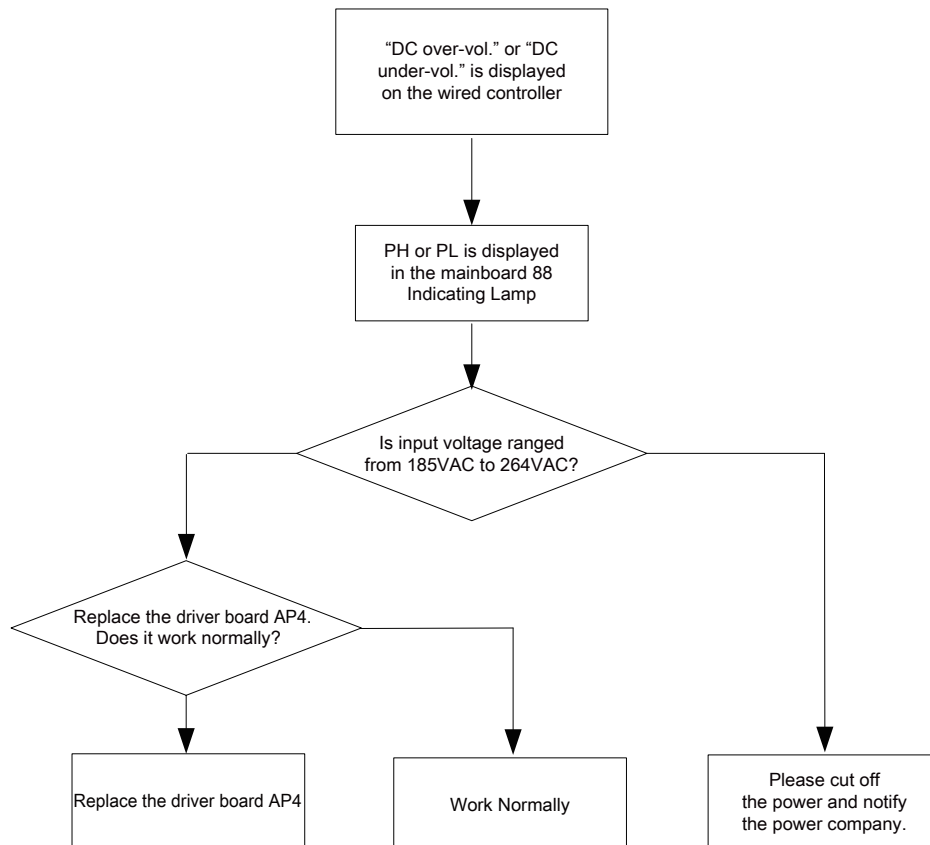 “DC over-vol.” or “DC
under-vol.” is displayed
on the wired controller
PH or PL is displayed
in the mainboard 88
Indicating Lamp
Is input voltage ranged
from 185VAC to 264VAC?
Replace the driver board AP4.
Does it work normally?
Replace the driver board AP4
Work Normally
Please cut off
the power and notify
the power company.